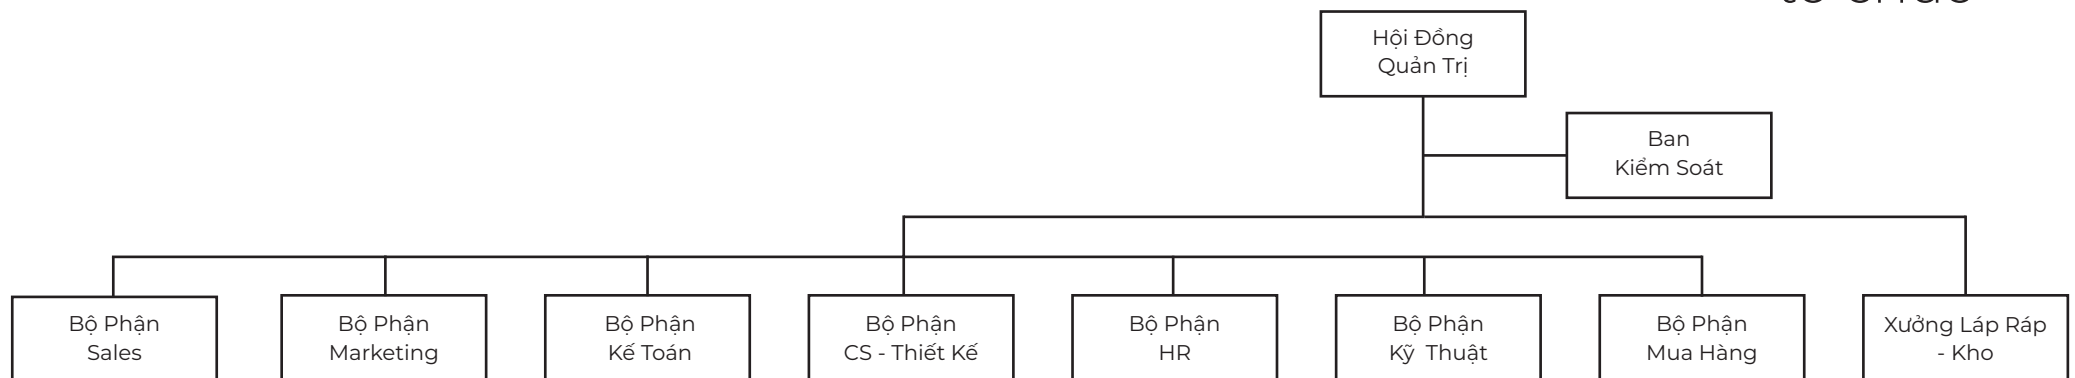 Hội Đồng
Quản Trị
Ban
Kiểm Soát
Bộ Phận
Sales
Bộ Phận
Marketing
Bộ Phận
Kế Toán
Bộ Phận
CS - Thiết Kế
Bộ Phận
HR
Bộ Phận
Kỹ Thuật
Bộ Phận
Mua Hàng
Xưởng Láp Ráp
- Kho